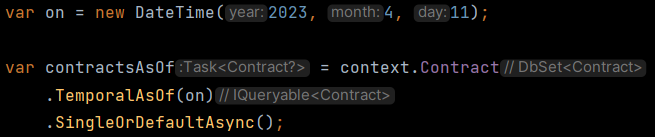 var on = new DateTime(year: 2023, month: 4, day: 11);
var contractsAsOf :Task<Contract?> = context.Contract // DbSet<Contract>
.TemporalAsOf(on) // IQueryable<Contract>
.SingleOrDefaultAsync();